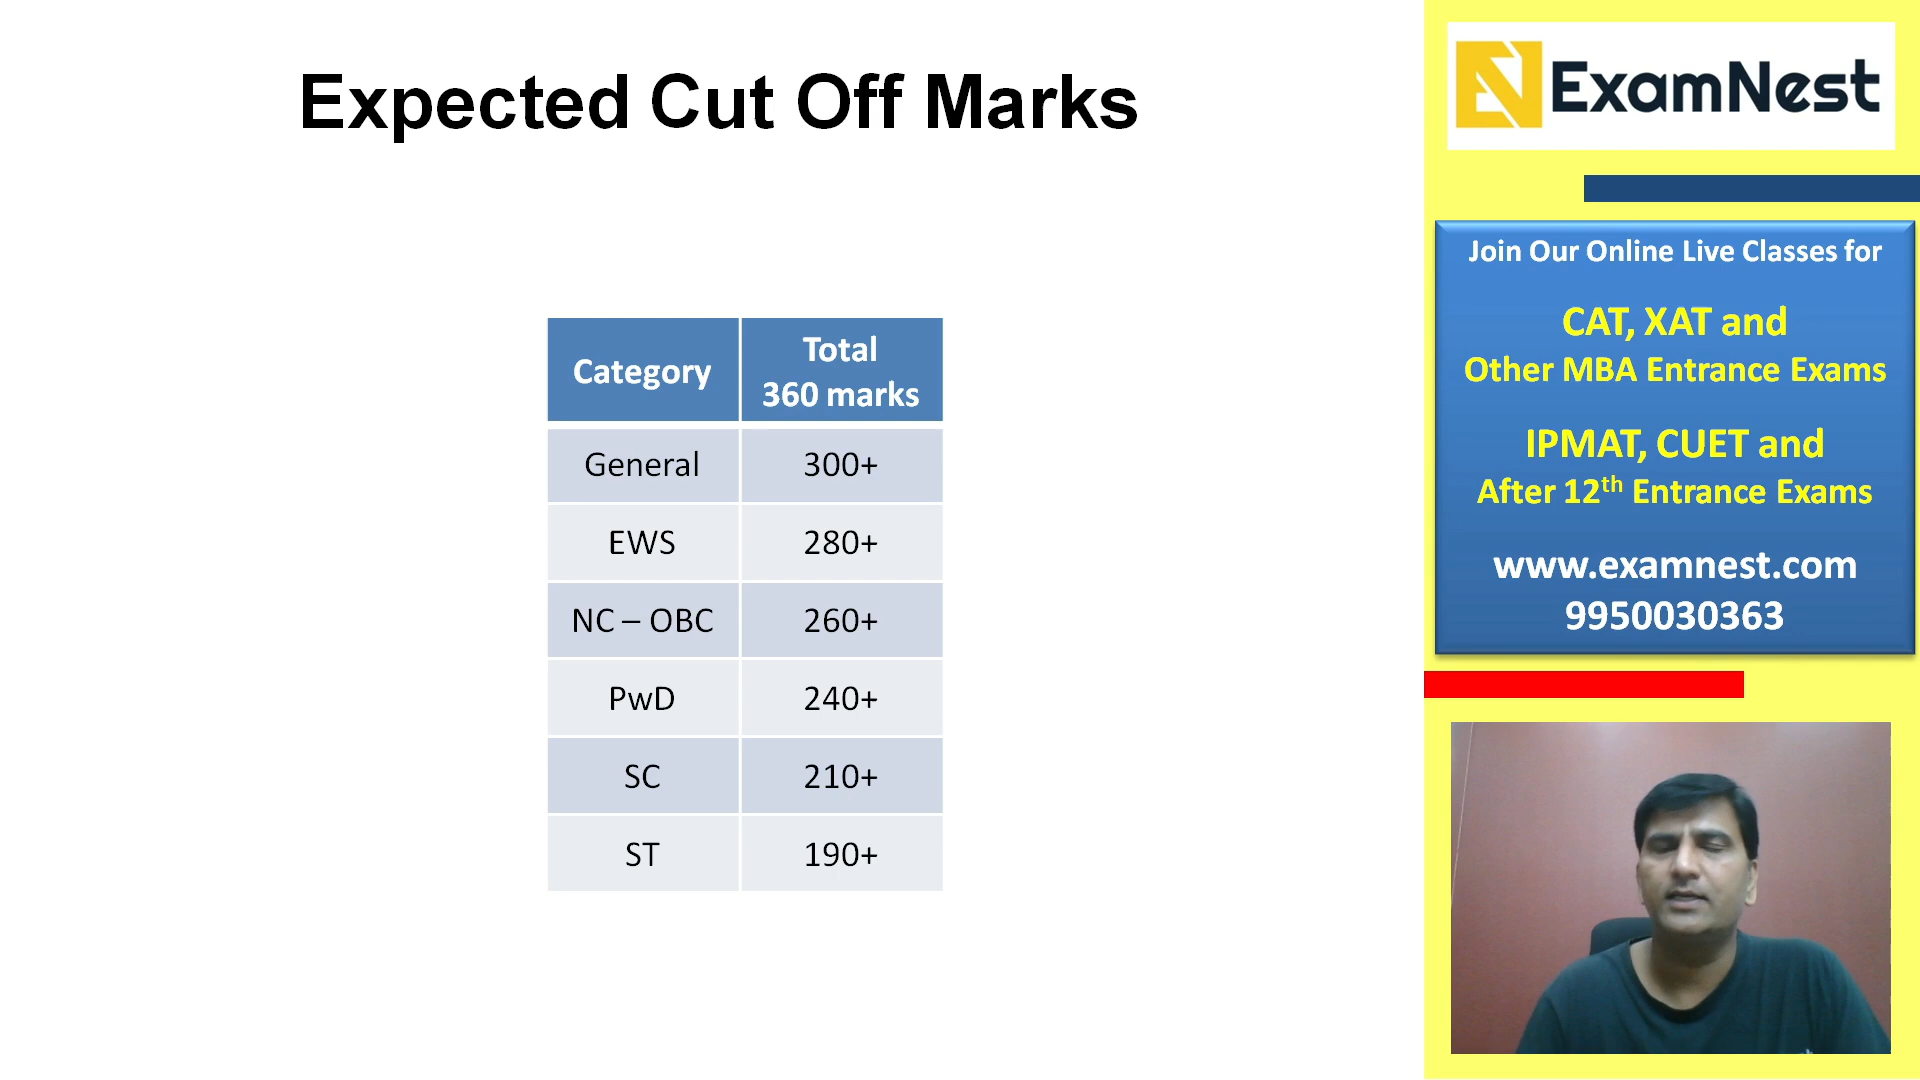 Expected Cut Off Marks
Category
Total
360 marks
General 300+
EWS 280+
NC – OBC 260+
PwD 240+
SC 210+
ST 190+
ExamNest
Join Our Online Live Classes for
CAT, XAT and
Other MBA Entrance Exams
IPMAT, CUET and
After 12th Entrance Exams
www.examnest.com
9950030363